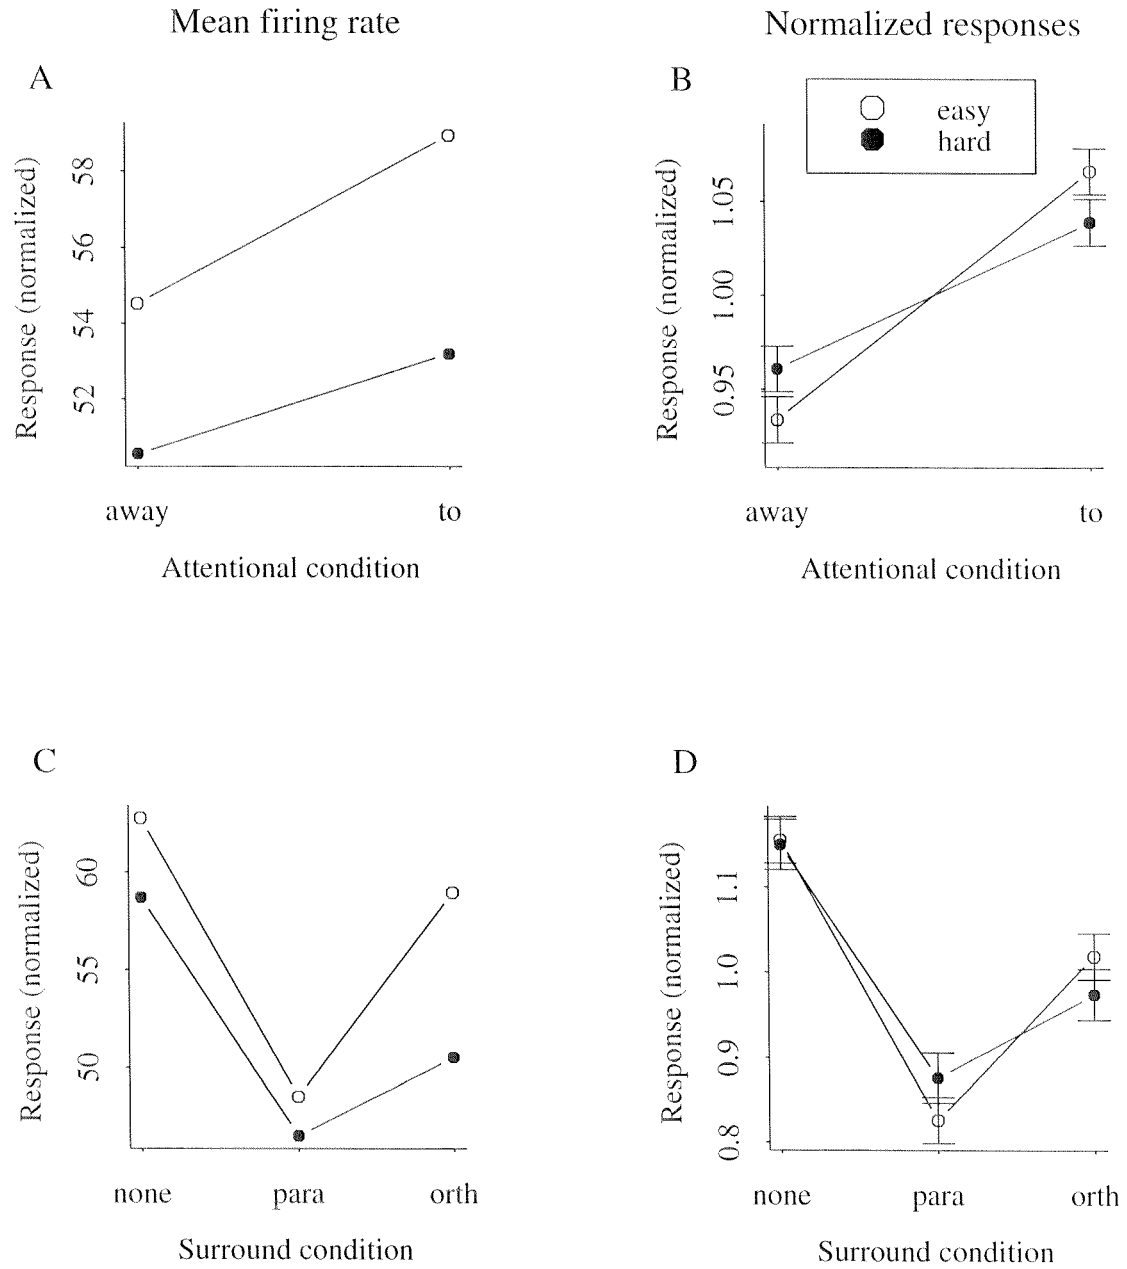 Mean firing rate
Normalized responses
A
Response (normalized)
58
56
54
52
away
to
Attentional condition
B
easy
hard
Response (normalized)
1.05
1.00
0.95
away
to
Attentional condition
C
Response (normalized)
60
55
50
none
para
orth
Surround condition
D
Response (normalized)
1.1
1.0
0.9
0.8
none
para
orth
Surround condition